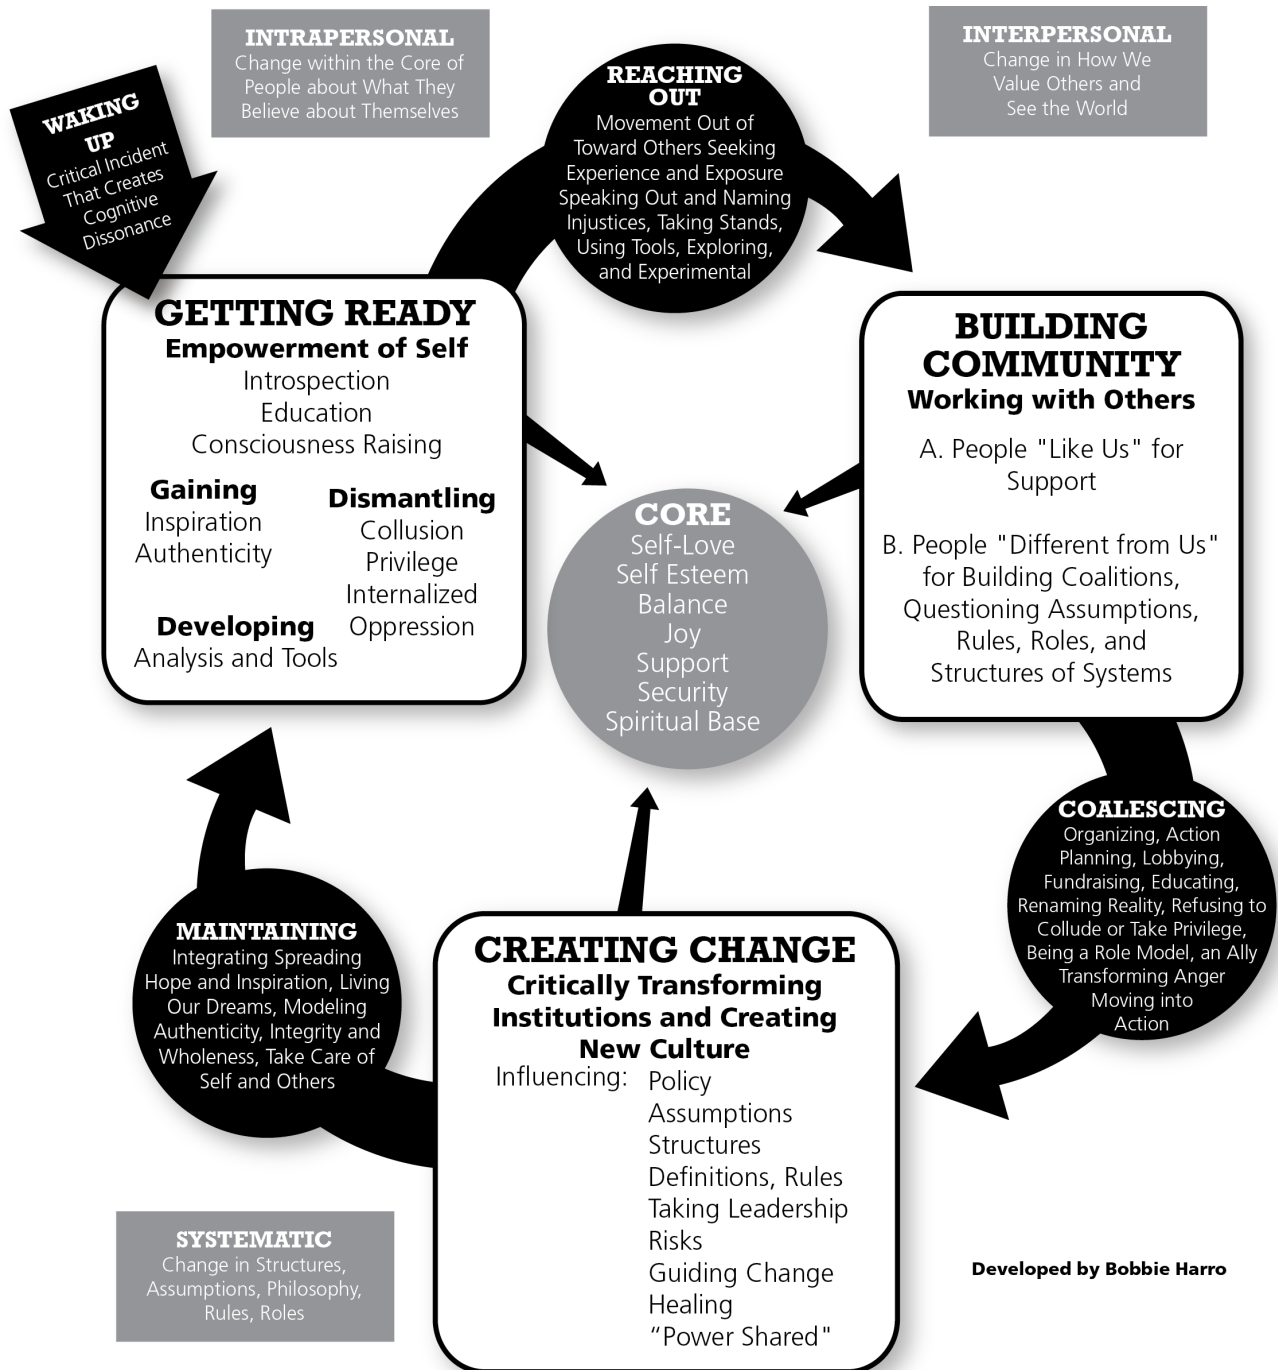 INTRAPERSONAL
Change within the Core of
People about What They
Believe about Themselves
INTERPERSONAL
Change in How We
Value Others and
See the World
WAKING
UP
Critical Incident
That Creates
Cognitive
Dissonance
REACHING
OUT
Movement Out of
Toward Others Seeking
Experience and Exposure
Speaking Out and Naming
Injustices, Taking Stands,
Using Tools, Exploring,
and Experimental
GETTING READY
Empowerment of Self
Introspection
Education
Consciousness Raising
Gaining
Inspiration
Authenticity
Dismantling
Collusion
Privilege
Internalized
Oppression
Developing
Analysis and Tools
BUILDING
COMMUNITY
Working with Others
A. People "Like Us" for
Support
B. People "Different from Us"
for Building Coalitions,
Questioning Assumptions,
Rules, Roles, and
Structures of Systems
CORE
Self-Love
Self Esteem
Balance
Joy
Support
Security
Spiritual Base
COALESCING
Organizing, Action
Planning, Lobbying,
Fundraising, Educating,
Renaming Reality, Refusing to
Collude or Take Privilege,
Being a Role Model, an Ally
Transforming Anger
Moving into
Action
MAINTAINING
Integrating Spreading
Hope and Inspiration, Living
Our Dreams, Modeling
Authenticity, Integrity and
Wholeness, Take Care of
Self and Others
CREATING CHANGE
Critically Transforming
Institutions and Creating
New Culture
Influencing: Policy
Assumptions
Structures
Definitions, Rules
Taking Leadership
Risks
Guiding Change
Healing
“Power Shared"
SYSTEMATIC
Change in Structures,
Assumptions, Philosophy,
Rules, Roles
Developed by Bobbie Harro